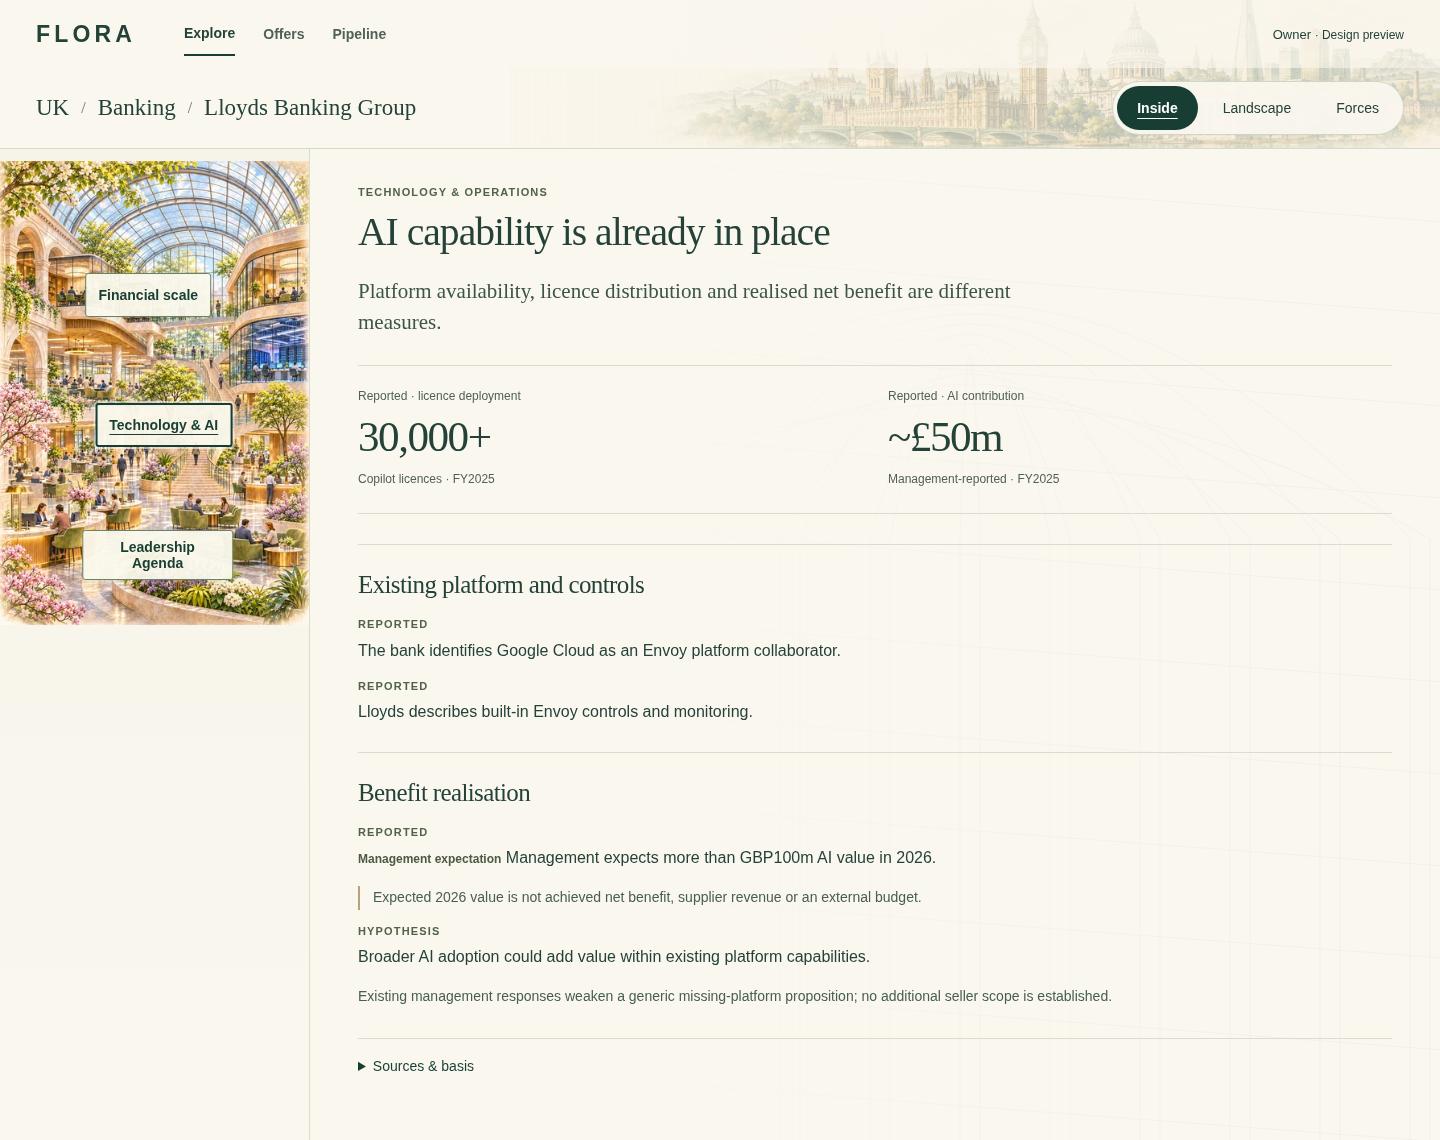 FLORA
Explore
Offers
Pipeline
Owner · Design preview
UK / Banking / Lloyds Banking Group
Inside
Landscape
Forces
Financial scale
Technology & AI
Leadership
Agenda
TECHNOLOGY & OPERATIONS
AI capability is already in place
Platform availability, licence distribution and realised net benefit are different
measures.
Reported · licence deployment
30,000+
Copilot licences · FY2025
Reported · AI contribution
~£50m
Management-reported · FY2025
Existing platform and controls
REPORTED
The bank identifies Google Cloud as an Envoy platform collaborator.
REPORTED
Lloyds describes built-in Envoy controls and monitoring.
Benefit realisation
REPORTED
Management expectation Management expects more than GBP100m AI value in 2026.
Expected 2026 value is not achieved net benefit, supplier revenue or an external budget.
HYPOTHESIS
Broader AI adoption could add value within existing platform capabilities.
Existing management responses weaken a generic missing-platform proposition; no additional seller scope is established.
Sources & basis